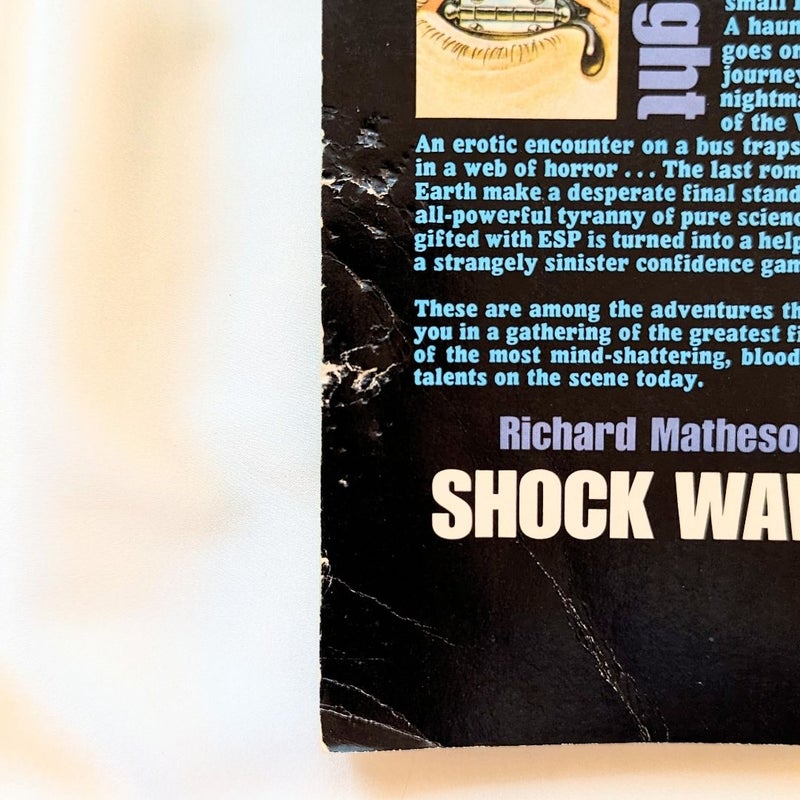 ght
A haun
goes on
journey
nightma
of the V
An erotic encounter on a bus traps
in a web of horror ... The last rom
Earth make a desperate final stand
all-powerful tyranny of pure scienc
gifted with ESP is turned into a help
a strangely sinister confidence gam
These are among the adventures th
you in a gathering of the greatest fi
of the most mind-shattering, blood
talents on the scene today.
Richard Matheson
SHOCK WAV